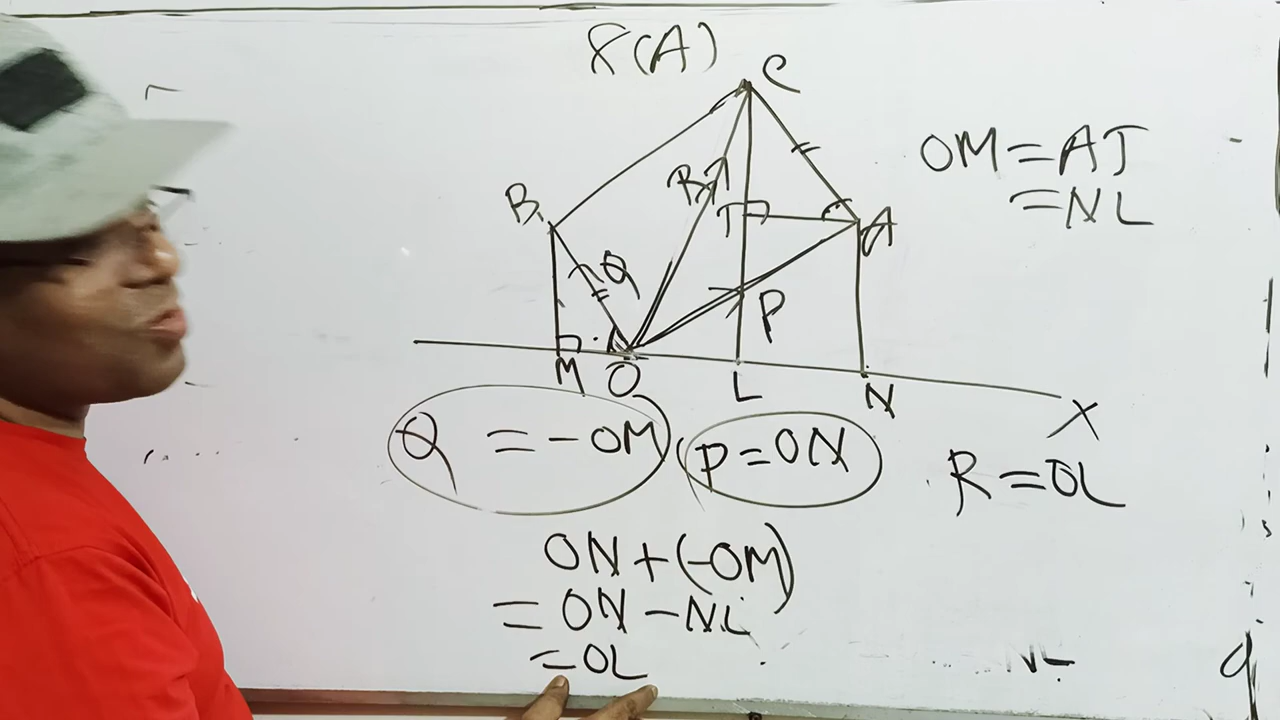 8(A)
C
B
R
T
A
Q
P
M
O
L
N
X
OM = AT
= NL
Q = -OM
P = ON
R = OL
ON + (-OM)
= ON - NL
= OL